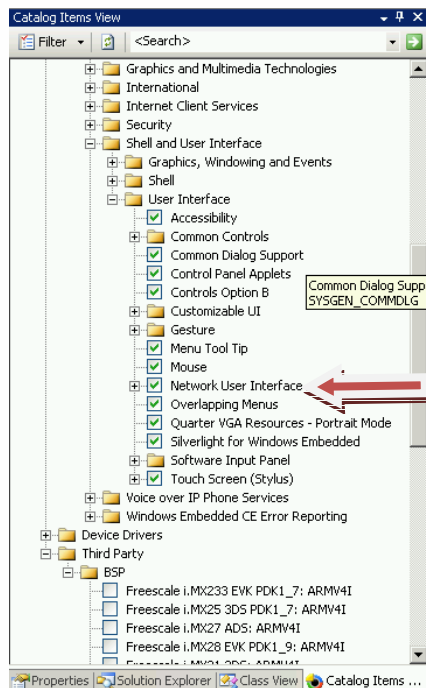 Catalog Items View
Filter
<Search>
Graphics and Multimedia Technologies
International
Internet Client Services
Security
Shell and User Interface
Graphics, Windowing and Events
Shell
User Interface
Accessibility
Common Controls
Common Dialog Support
Control Panel Applets
Common Dialog Supp
Controls Option B
SYSGEN_COMMDLG
Customizable UI
Gesture
Menu Tool Tip
Mouse
Network User Interface
Overlapping Menus
Quarter VGA Resources - Portrait Mode
Silverlight for Windows Embedded
Software Input Panel
Touch Screen (Stylus)
Voice over IP Phone Services
Windows Embedded CE Error Reporting
Device Drivers
Third Party
BSP
Freescale i.MX233 EVK PDK1_7: ARMV4I
Freescale i.MX25 3DS PDK1_7: ARMV4I
Freescale i.MX27 ADS: ARMV4I
Freescale i.MX28 EVK PDK1_9: ARMV4I
Properties Solution Explorer Class View Catalog Items ...